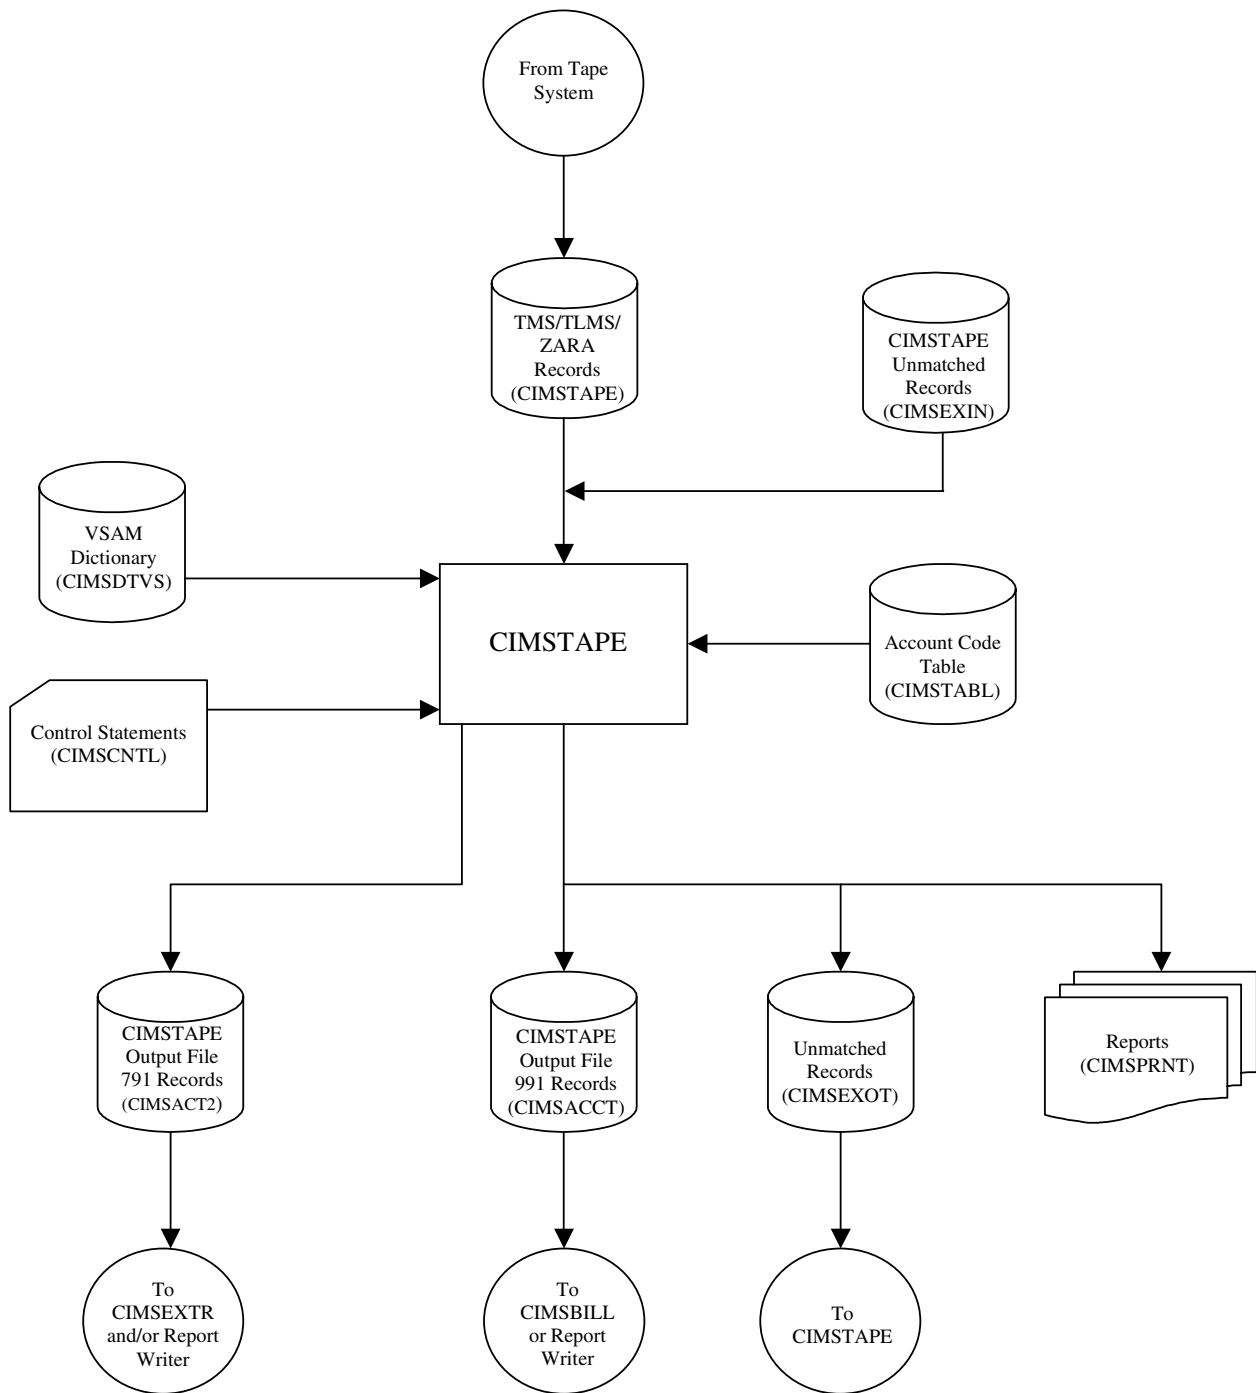 From Tape
System
TMS/TLMS/
ZARA
Records
(CIMSTAPE)
CIMSTAPE
Unmatched
Records
(CIMSEXIN)
VSAM
Dictionary
(CIMSDTVS)
CIMSTAPE
Account Code
Table
(CIMSTABL)
Control Statements
(CIMSCNTL)
CIMSTAPE
Output File
791 Records
(CIMSACT2)
CIMSTAPE
Output File
991 Records
(CIMSACCT)
Unmatched
Records
(CIMSEXOT)
Reports
(CIMSPRNT)
To
CIMSEXTR
and/or Report
Writer
To
CIMSBILL
or Report
Writer
To
CIMSTAPE